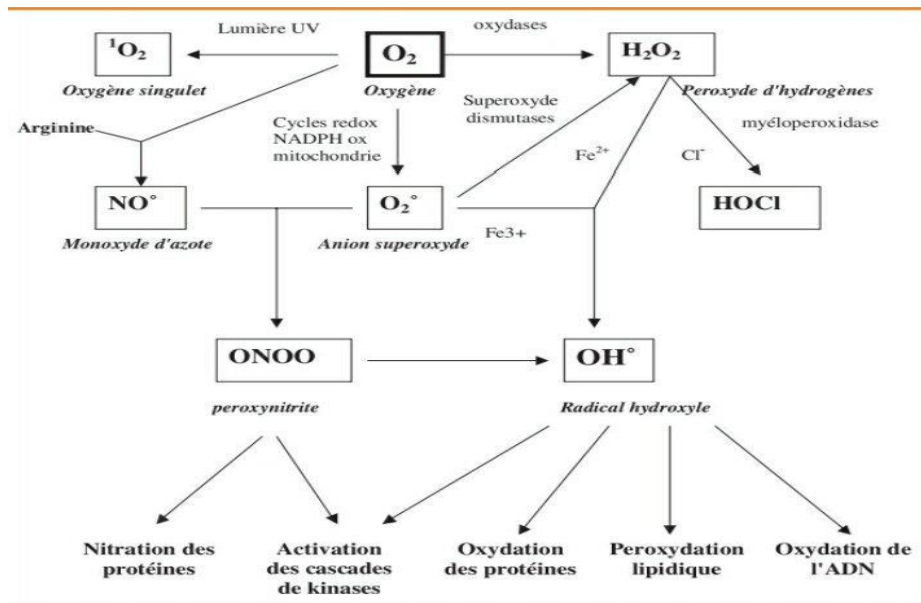 Lumière UV
oxydases
¹O₂
O₂
H₂O₂
Oxygène singulet
Oxygène
Peroxyde d'hydrogènes
Arginine
Cycles redox
NADPH ox
mitochondrie
Superoxyde
dismutases
myéloperoxidase
Fe²⁺
Cl⁻
NO°
O₂°
HOCl
Monoxyde d'azote
Anion superoxyde
Fe3+
ONOO
OH°
peroxynitrite
Radical hydroxyle
Nitration des
protéines
Activation
des cascades
de kinases
Oxydation
des protéines
Peroxydation
lipidique
Oxydation de
l'ADN